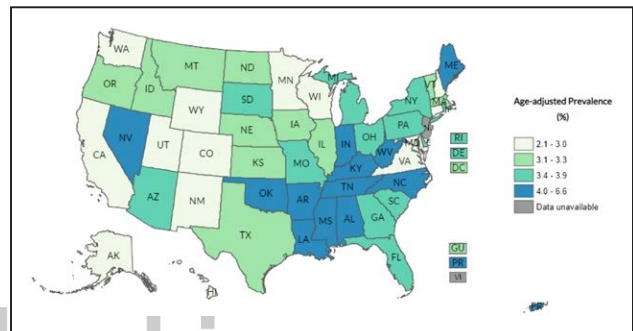 WA
MT
ND
MN
ME
VT
OR
ID
SD
WI
MI
NY
MA
WY
NE
IA
PA
NV
UT
CO
KS
IL
IN
OH
WV
VA
MD
CA
MO
KY
NC
AZ
NM
OK
AR
TN
SC
TX
LA
MS
AL
GA
FL
AK
HI
RI
DE
DC
GU
PR
VI
PR
Age-adjusted Prevalence
(%)
2.1 - 3.0
3.1 - 3.3
3.4 - 3.9
4.0 - 6.6
Data unavailable